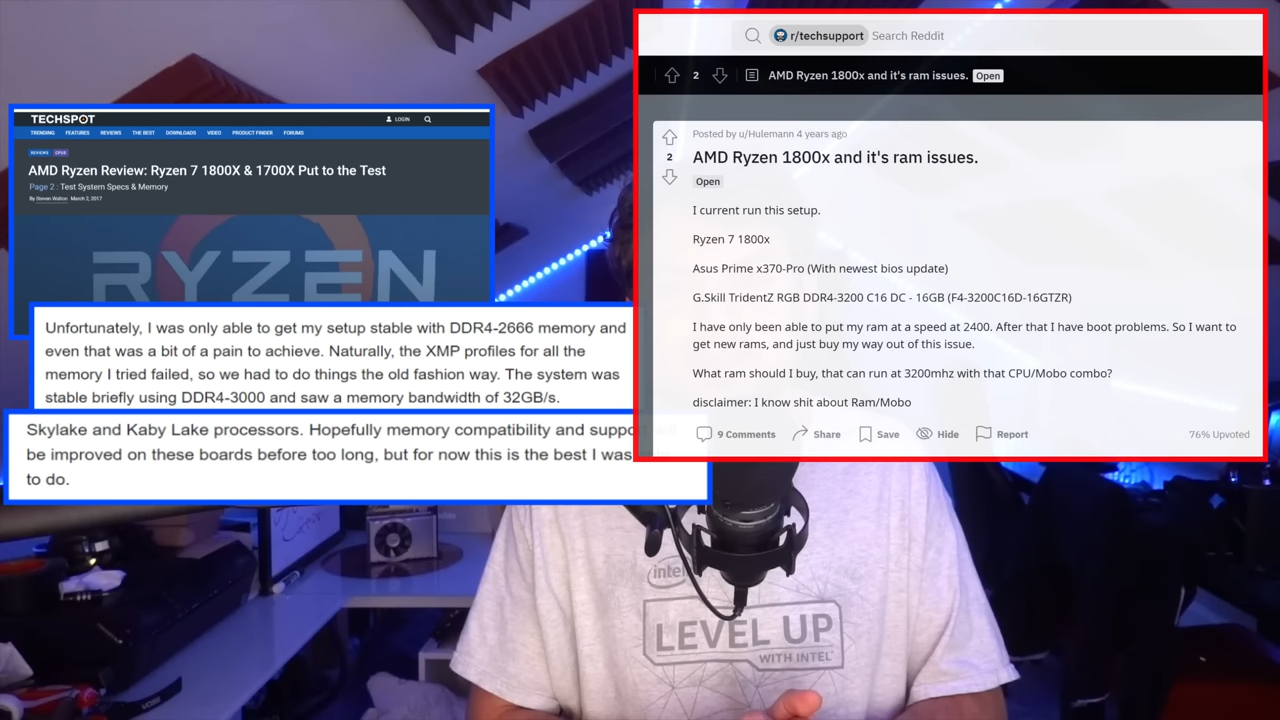 TECHSPOT
LOGIN
TRENDING FEATURES REVIEWS THE BEST DOWNLOADS VIDEO PRODUCT FINDER FORUMS
REVIEWS CPUS
AMD Ryzen Review: Ryzen 7 1800X & 1700X Put to the Test
Page 2 : Test System Specs & Memory
By Steven Walton March 2, 2017
RYZEN
Unfortunately, I was only able to get my setup stable with DDR4-2666 memory and
even that was a bit of a pain to achieve. Naturally, the XMP profiles for all the
memory I tried failed, so we had to do things the old fashion way. The system was
stable briefly using DDR4-3000 and saw a memory bandwidth of 32GB/s.
Skylake and Kaby Lake processors. Hopefully memory compatibility and support will
be improved on these boards before too long, but for now this is the best I was
to do.
r/techsupport Search Reddit
2 AMD Ryzen 1800x and it's ram issues. Open
Posted by u/Hulemann 4 years ago
2
AMD Ryzen 1800x and it's ram issues.
Open
I current run this setup.
Ryzen 7 1800x
Asus Prime x370-Pro (With newest bios update)
G.Skill TridentZ RGB DDR4-3200 C16 DC - 16GB (F4-3200C16D-16GTZR)
I have only been able to put my ram at a speed at 2400. After that I have boot problems. So I want to
get new rams, and just buy my way out of this issue.
What ram should I buy, that can run at 3200mhz with that CPU/Mobo combo?
disclaimer: I know shit about Ram/Mobo
9 Comments Share Save Hide Report 76% Upvoted
intel
LEVEL UP
WITH INTEL